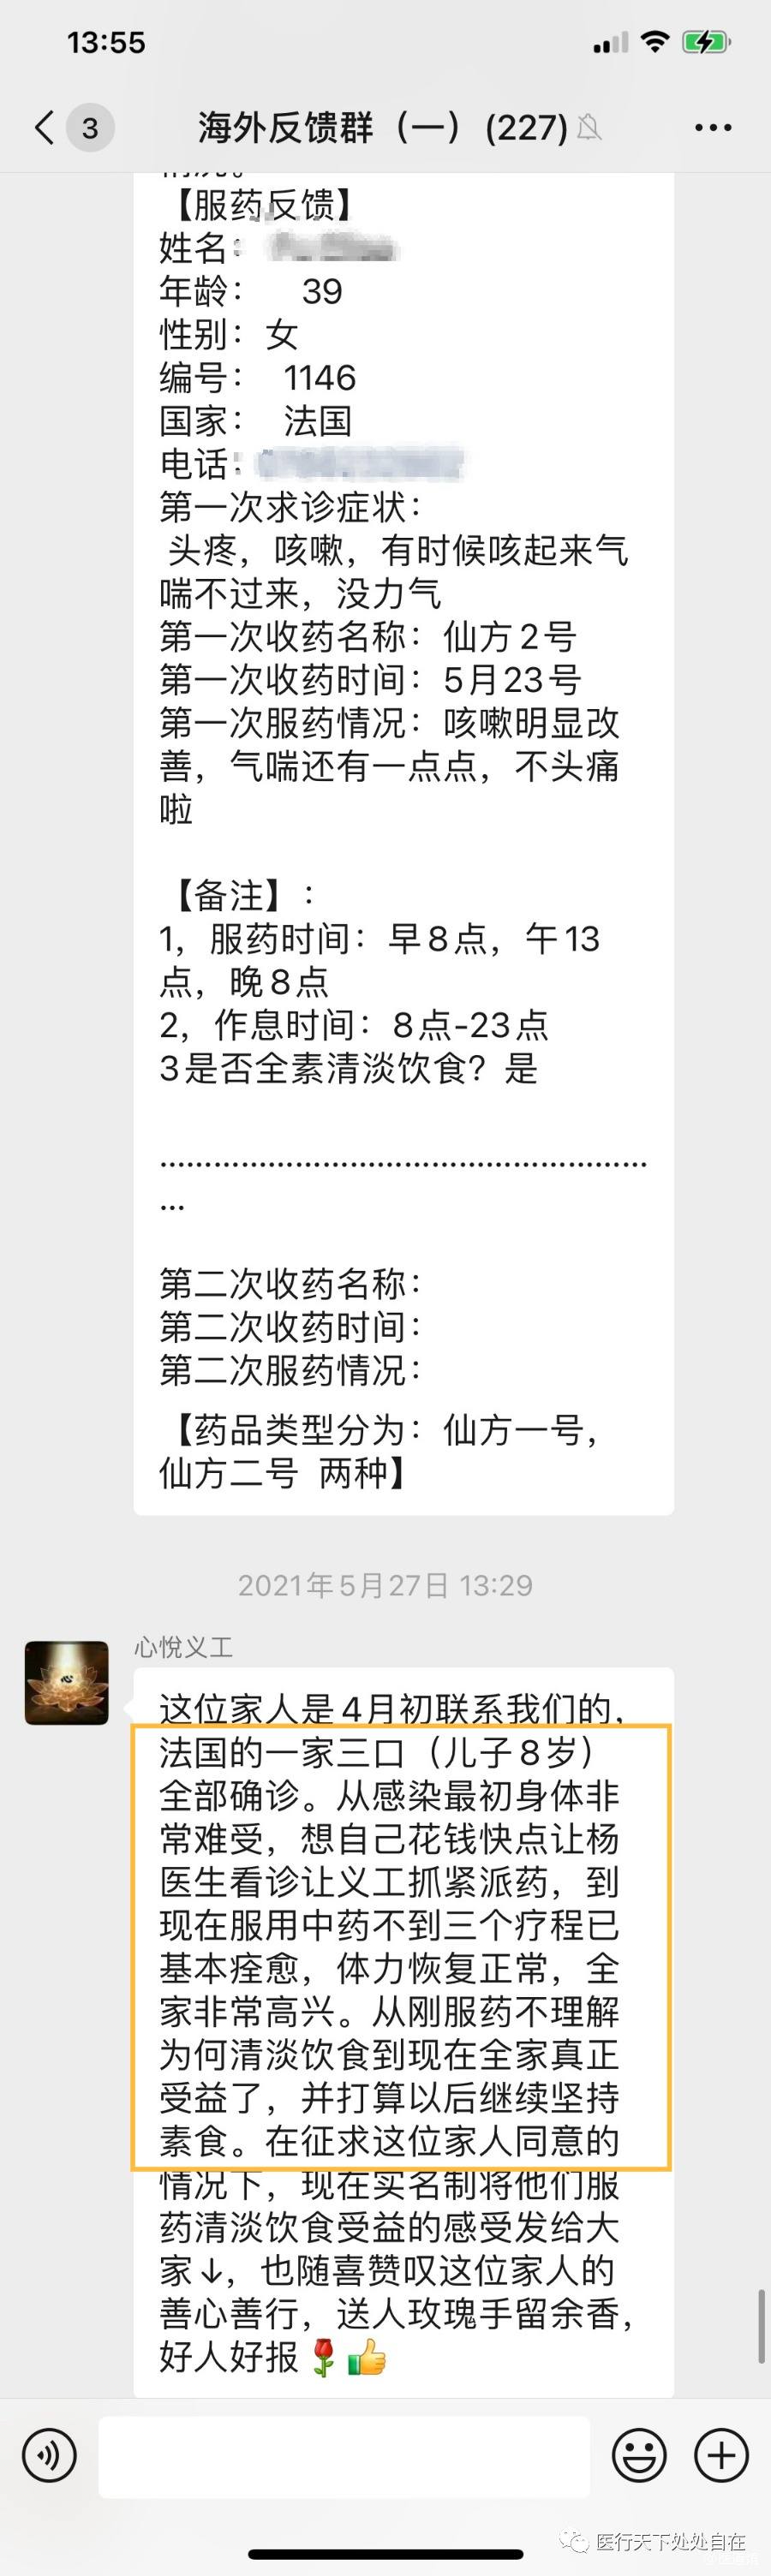 13:55
3
海外反馈群（一）(227)
【服药反馈】
姓名：
年龄： 39
性别：女
编号： 1146
国家： 法国
电话：
第一次求诊症状：
头疼，咳嗽，有时候咳起来气
喘不过来，没力气
第一次收药名称：仙方2号
第一次收药时间：5月23号
第一次服药情况：咳嗽明显改
善，气喘还有一点点，不头痛
啦
【备注】：
1，服药时间：早8点，午13
点，晚8点
2，作息时间：8点-23点
3是否全素清淡饮食？是
......................................................
...
第二次收药名称：
第二次收药时间：
第二次服药情况：
【药品类型分为：仙方一号，
仙方二号 两种】
2021年5月27日 13:29
心悦义工
这位家人是4月初联系我们的，
法国的一家三口（儿子8岁）
全部确诊。从感染最初身体非
常难受，想自己花钱快点让杨
医生看诊让义工抓紧派药，到
现在服用中药不到三个疗程已
基本痊愈，体力恢复正常，全
家非常高兴。从刚服药不理解
为何清淡饮食到现在全家真正
受益了，并打算以后继续坚持
素食。在征求这位家人同意的
情况下，现在实名制将他们服
药清淡饮食受益的感受发给大
家↓，也随喜赞叹这位家人的
善心善行，送人玫瑰手留余香，
好人好报🌹👍
医行天下处处自在